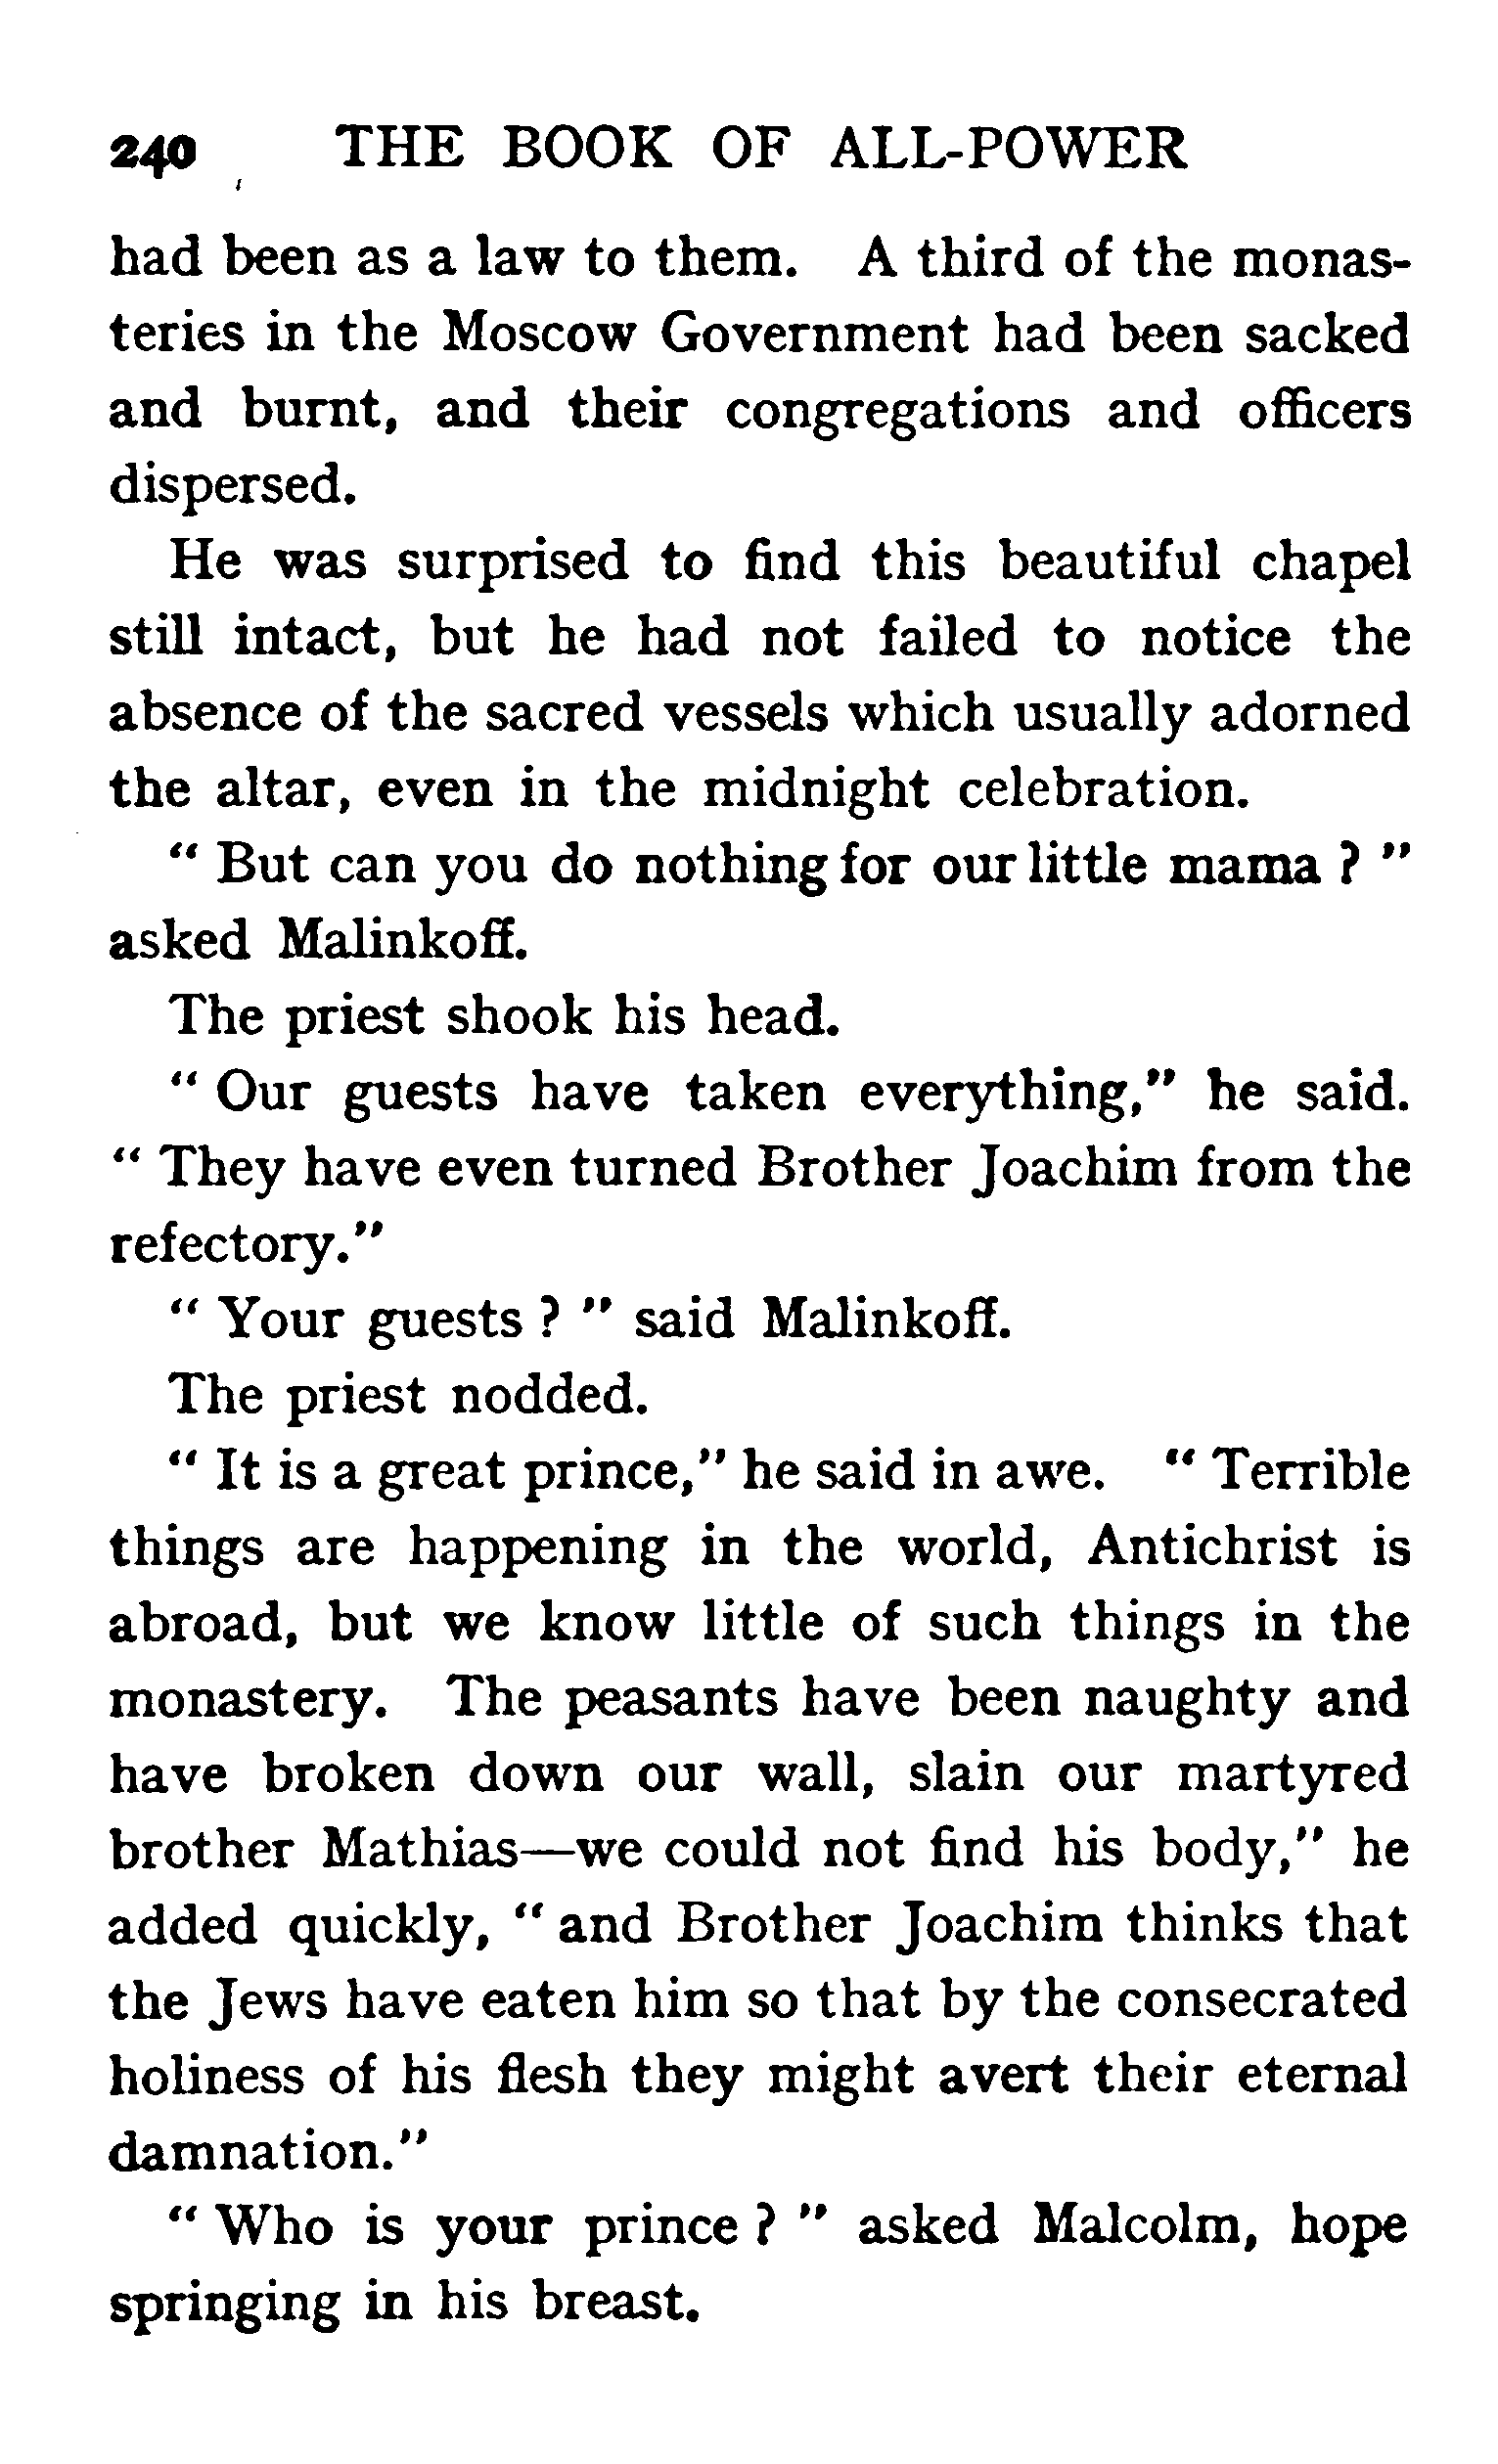 240 THE BOOK OF ALL-POWER
had been as a law to them. A third of the monas-
teries in the Moscow Government had been sacked
and burnt, and their congregations and officers
dispersed.
He was surprised to find this beautiful chapel
still intact, but he had not failed to notice the
absence of the sacred vessels which usually adorned
the altar, even in the midnight celebration.
" But can you do nothing for our little mama ? "
asked Malinkoff.
The priest shook his head.
" Our guests have taken everything," he said.
" They have even turned Brother Joachim from the
refectory."
" Your guests ? " said Malinkoff.
The priest nodded.
" It is a great prince," he said in awe. " Terrible
things are happening in the world, Antichrist is
abroad, but we know little of such things in the
monastery. The peasants have been naughty and
have broken down our wall, slain our martyred
brother Mathias—we could not find his body," he
added quickly, " and Brother Joachim thinks that
the Jews have eaten him so that by the consecrated
holiness of his flesh they might avert their eternal
damnation."
" Who is your prince ? " asked Malcolm, hope
springing in his breast.